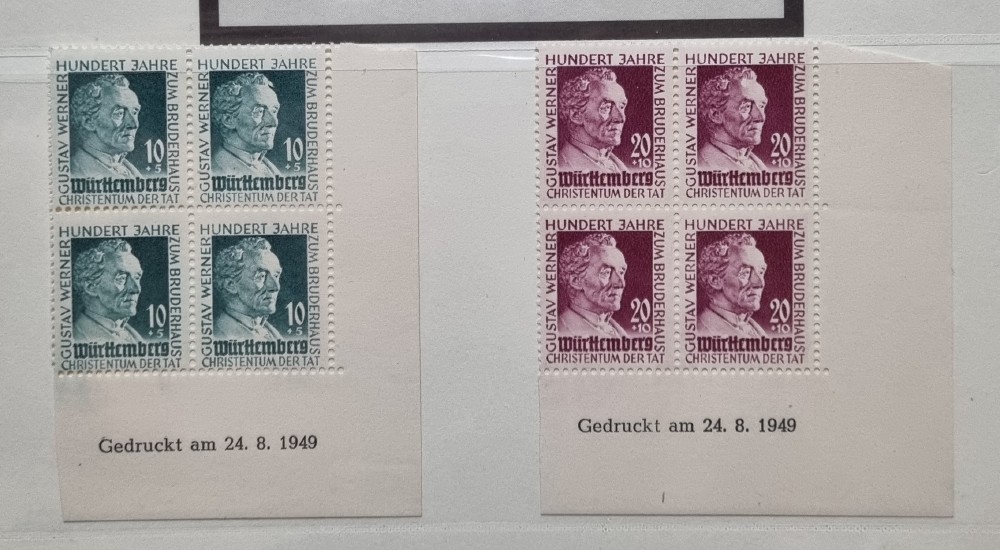 HUNDERT JAHRE
GUSTAV WERNER
ZUM BRUDERHAUS
10
+5
Württemberg
CHRISTENTUM DER TAT
HUNDERT JAHRE
GUSTAV WERNER
ZUM BRUDERHAUS
10
+5
Württemberg
CHRISTENTUM DER TAT
HUNDERT JAHRE
GUSTAV WERNER
ZUM BRUDERHAUS
10
+5
Württemberg
CHRISTENTUM DER TAT
HUNDERT JAHRE
GUSTAV WERNER
ZUM BRUDERHAUS
10
+5
Württemberg
CHRISTENTUM DER TAT
Gedruckt am 24. 8. 1949
HUNDERT JAHRE
GUSTAV WERNER
ZUM BRUDERHAUS
20
+10
Württemberg
CHRISTENTUM DER TAT
HUNDERT JAHRE
GUSTAV WERNER
ZUM BRUDERHAUS
20
+10
Württemberg
CHRISTENTUM DER TAT
HUNDERT JAHRE
GUSTAV WERNER
ZUM BRUDERHAUS
20
+10
Württemberg
CHRISTENTUM DER TAT
HUNDERT JAHRE
GUSTAV WERNER
ZUM BRUDERHAUS
20
+10
Württemberg
CHRISTENTUM DER TAT
Gedruckt am 24. 8. 1949